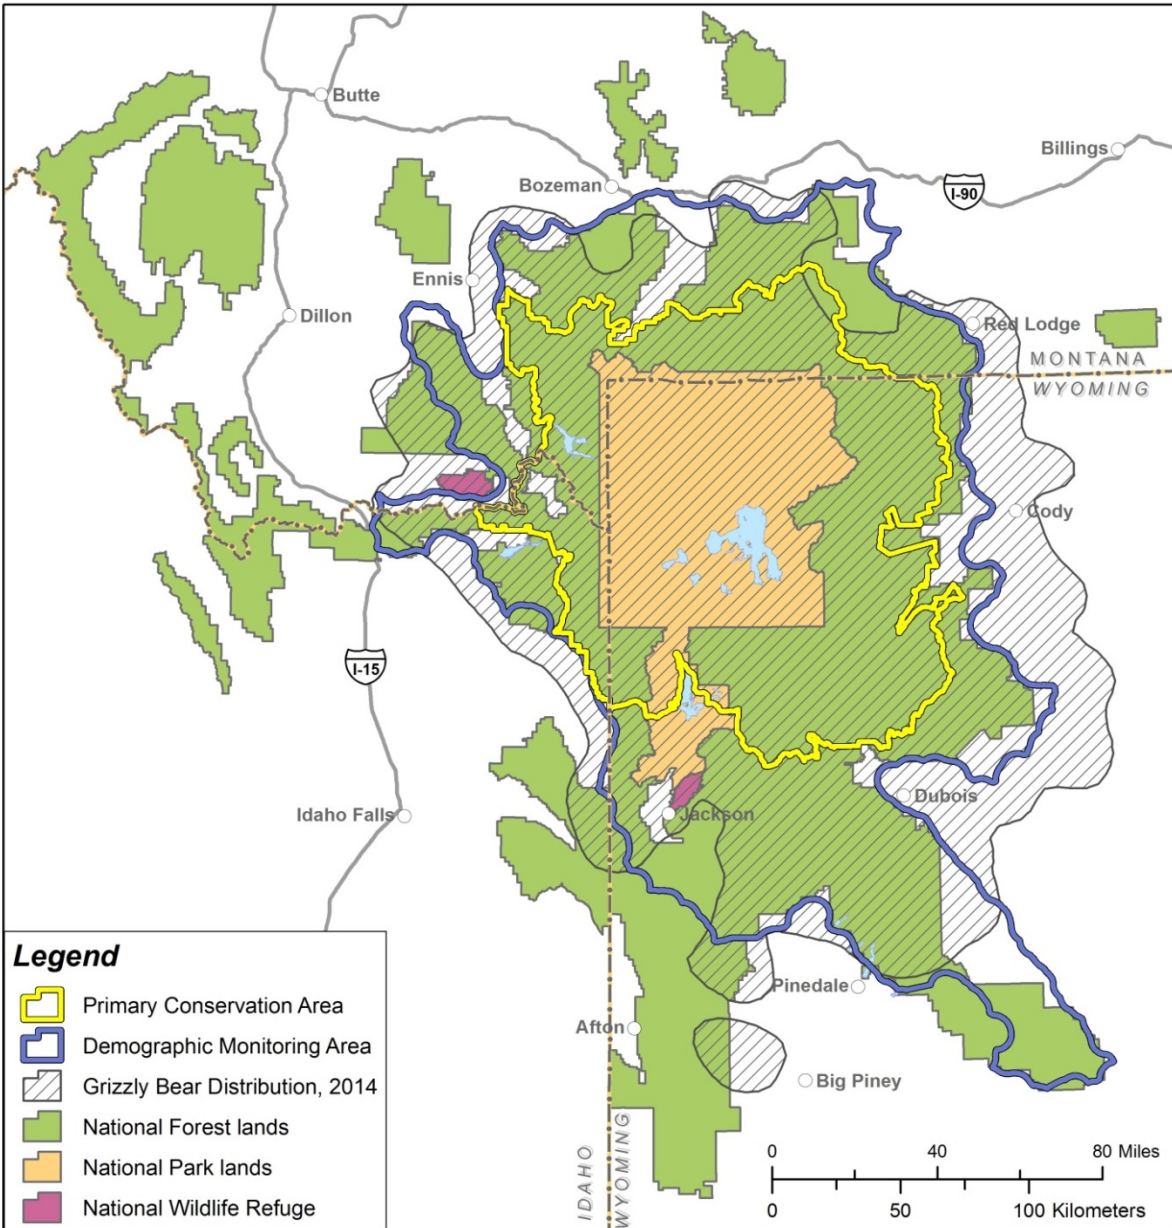 Butte
Billings
Bozeman
I-90
Ennis
Dillon
Red Lodge
MONTANA
WYOMING
Cody
I-15
Idaho Falls
Jackson
Dubois
Pinedale
Afton
Big Piney
IDAHO
WYOMING
Legend
Primary Conservation Area
Demographic Monitoring Area
Grizzly Bear Distribution, 2014
National Forest lands
National Park lands
National Wildlife Refuge
0 40 80 Miles
0 50 100 Kilometers